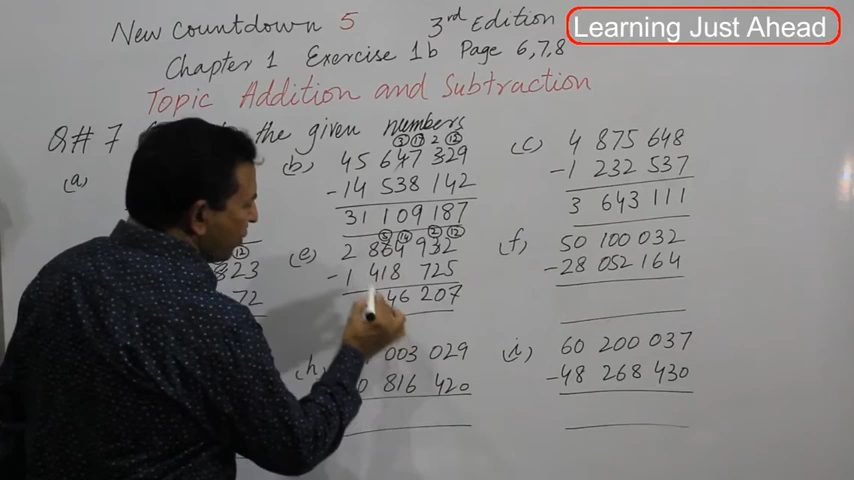 New Countdown 5 3rd Edition
Learning Just Ahead
Chapter 1 Exercise 1b Page 6,7,8
Topic Addition and Subtraction
Q# 7 the given numbers
(a)
(b) 45 647 329
- 14 538 142
31 109 187
(c) 4 875 648
- 1 232 537
3 643 111
23
72
(e) 2 864 932
- 1 418 725
46 207
(f) 50 100 032
- 28 052 164
(h
003 029
816 420
(i) 60 200 037
- 48 268 430